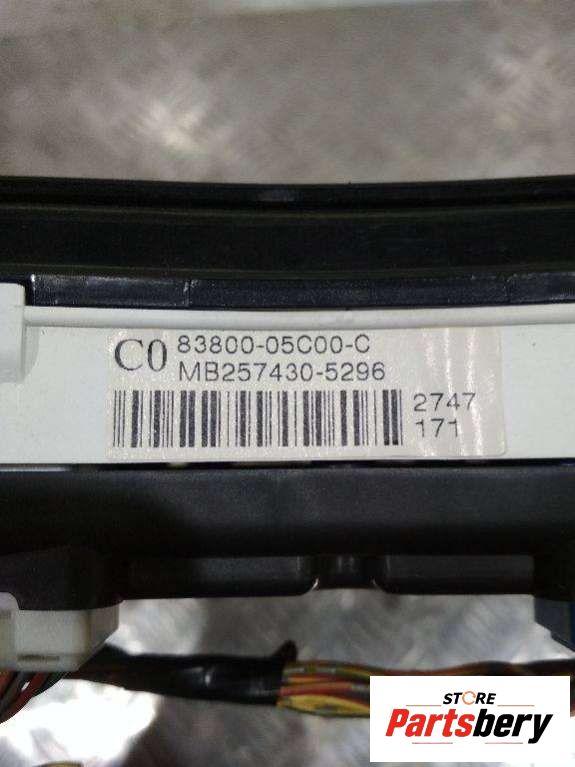 C0 83800-05C00-C
MB257430-5296
2747
171
STORE
Partsbery